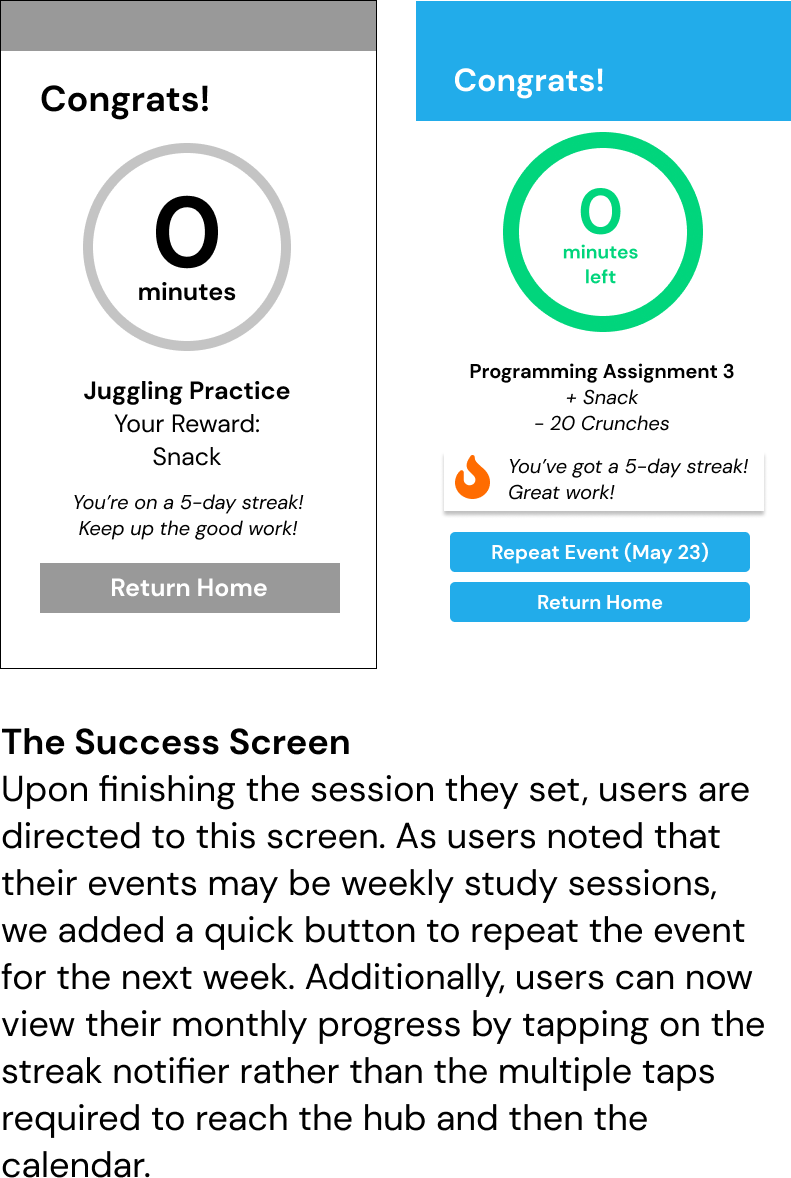 Congrats!
0
minutes
Juggling Practice
Your Reward:
Snack
You're on a 5-day streak!
Keep up the good work!
Return Home
Congrats!
0
minutes
left
Programming Assignment 3
+ Snack
- 20 Crunches
You've got a 5-day streak!
Great work!
Repeat Event (May 23)
Return Home
The Success Screen
Upon finishing the session they set, users are
directed to this screen. As users noted that
their events may be weekly study sessions,
we added a quick button to repeat the event
for the next week. Additionally, users can now
view their monthly progress by tapping on the
streak notifier rather than the multiple taps
required to reach the hub and then the
calendar.